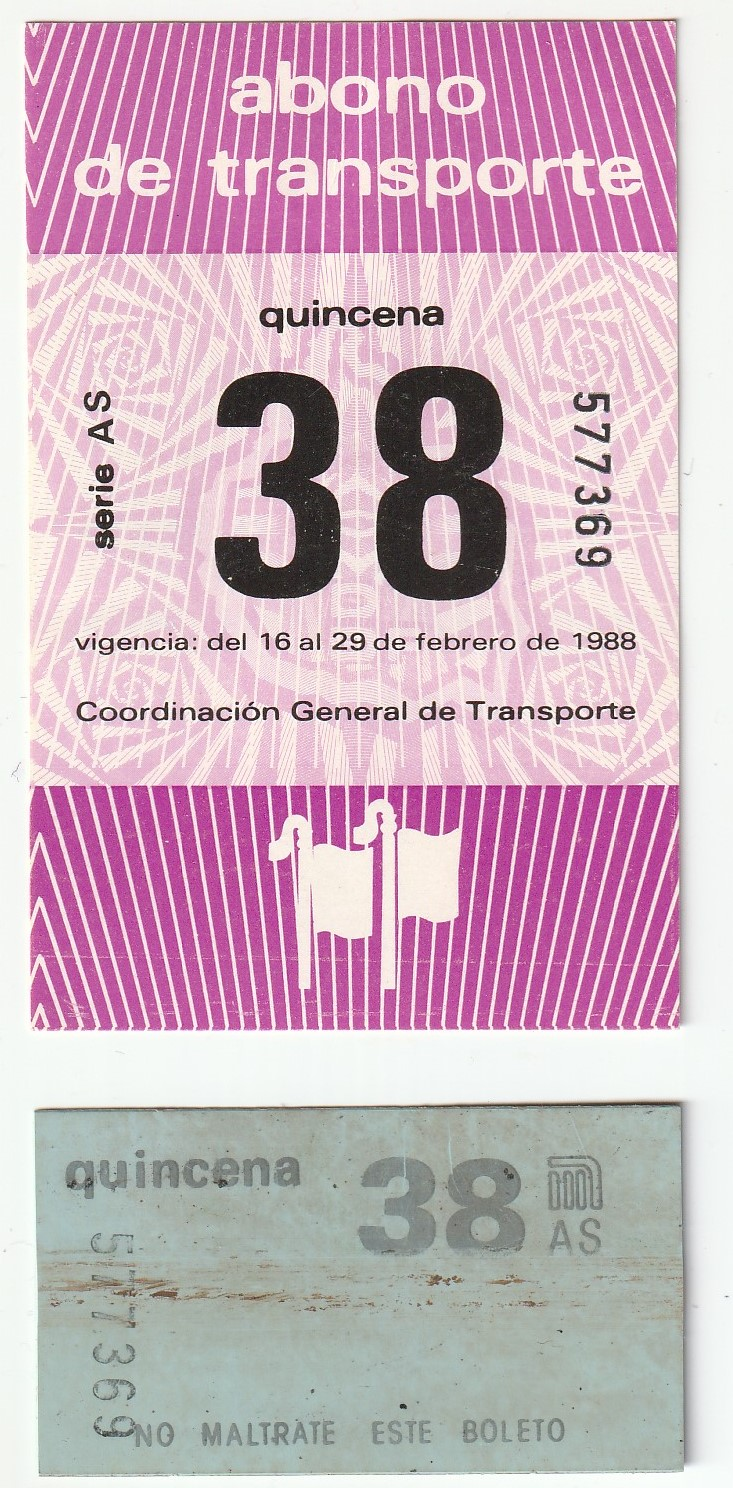 abono
de transporte
quincena
38
serie AS
577369
vigencia: del 16 al 29 de febrero de 1988
Coordinación General de Transporte
quincena
38
AS
577369
NO MALTRATE ESTE BOLETO